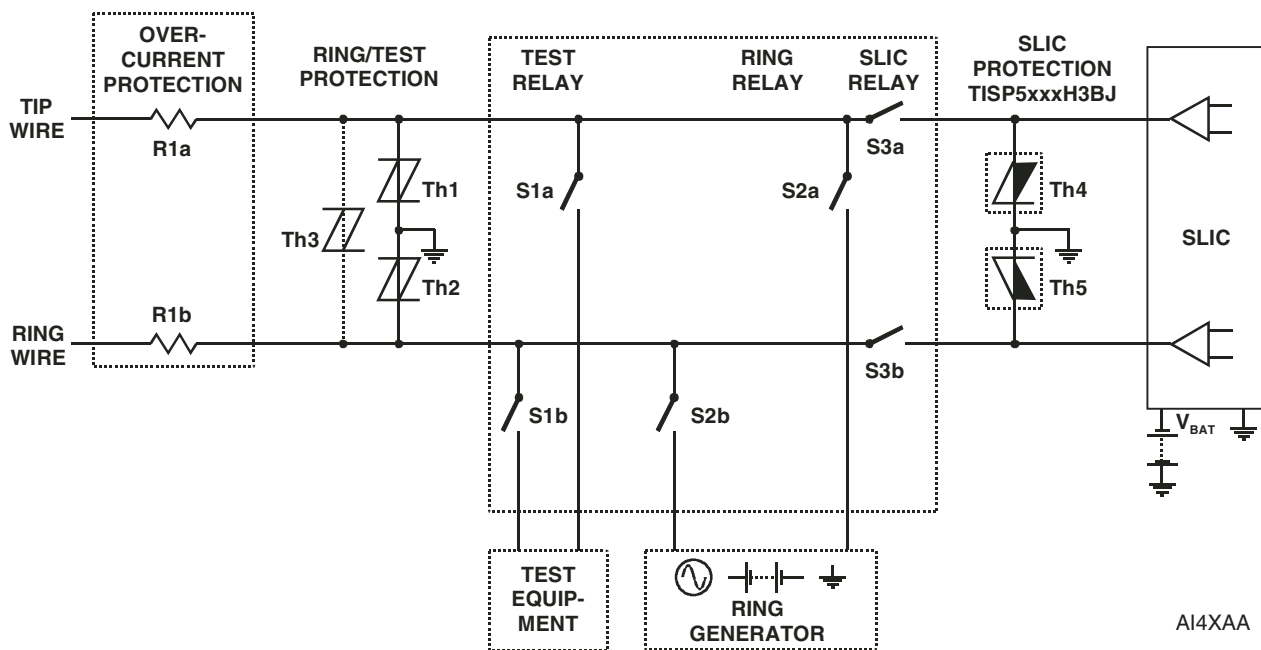 OVER-
CURRENT
PROTECTION
RING/TEST
PROTECTION
TEST
RELAY
RING
RELAY
SLIC
RELAY
SLIC
PROTECTION
TISP5xxxH3BJ
TIP
WIRE
R1a
S3a
Th1
S1a
S2a
Th4
Th3
SLIC
Th2
Th5
R1b
RING
WIRE
S3b
S1b
S2b
VBAT
TEST
EQUIP-
MENT
RING
GENERATOR
AI4XAA